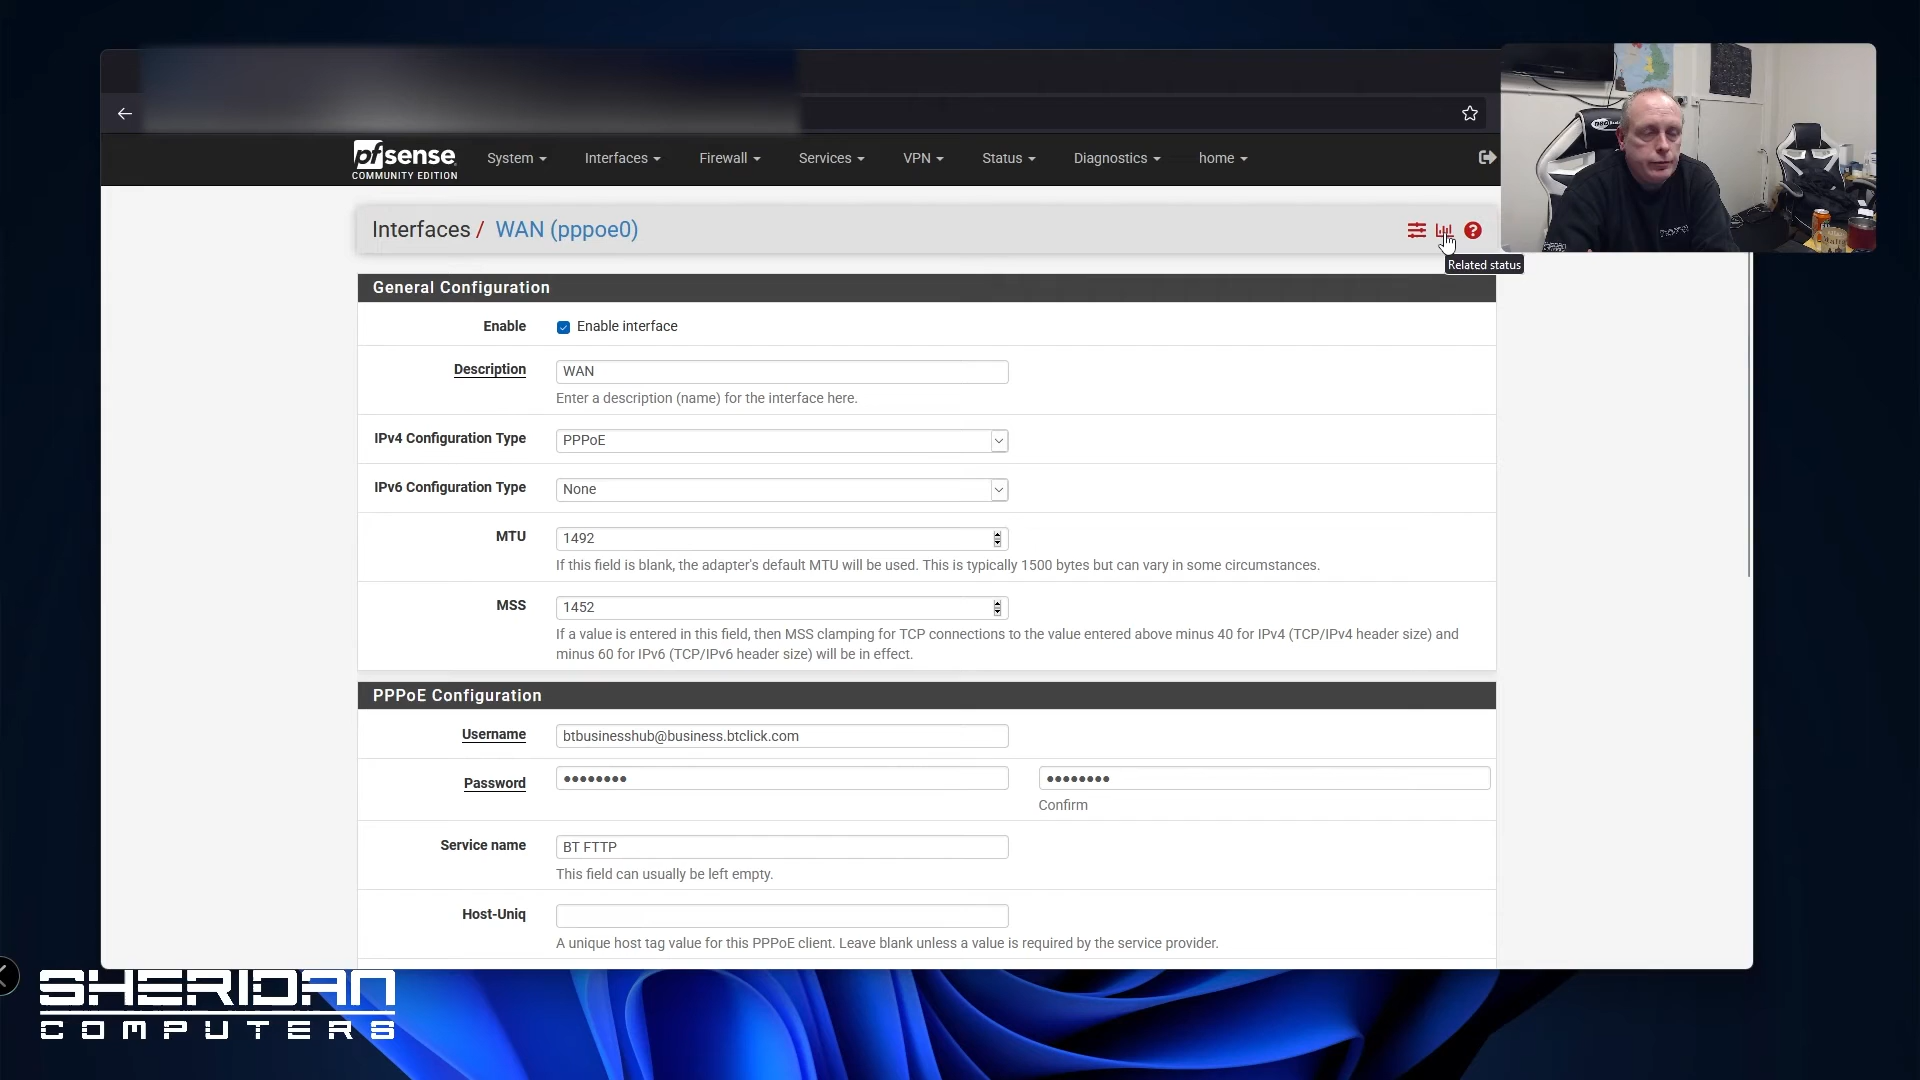 pfsense
COMMUNITY EDITION
System
Interfaces
Firewall
Services
VPN
Status
Diagnostics
home
Interfaces / WAN (pppoe0)
Related status
General Configuration
Enable
Enable interface
Description
WAN
Enter a description (name) for the interface here.
IPv4 Configuration Type
PPPoE
IPv6 Configuration Type
None
MTU
1492
If this field is blank, the adapter's default MTU will be used. This is typically 1500 bytes but can vary in some circumstances.
MSS
1452
If a value is entered in this field, then MSS clamping for TCP connections to the value entered above minus 40 for IPv4 (TCP/IPv4 header size) and
minus 60 for IPv6 (TCP/IPv6 header size) will be in effect.
PPPoE Configuration
Username
btbusinesshub@business.btclick.com
Password
••••••••
••••••••
Confirm
Service name
BT FTTP
This field can usually be left empty.
Host-Uniq
A unique host tag value for this PPPoE client. Leave blank unless a value is required by the service provider.
SHERIDAN
COMPUTERS